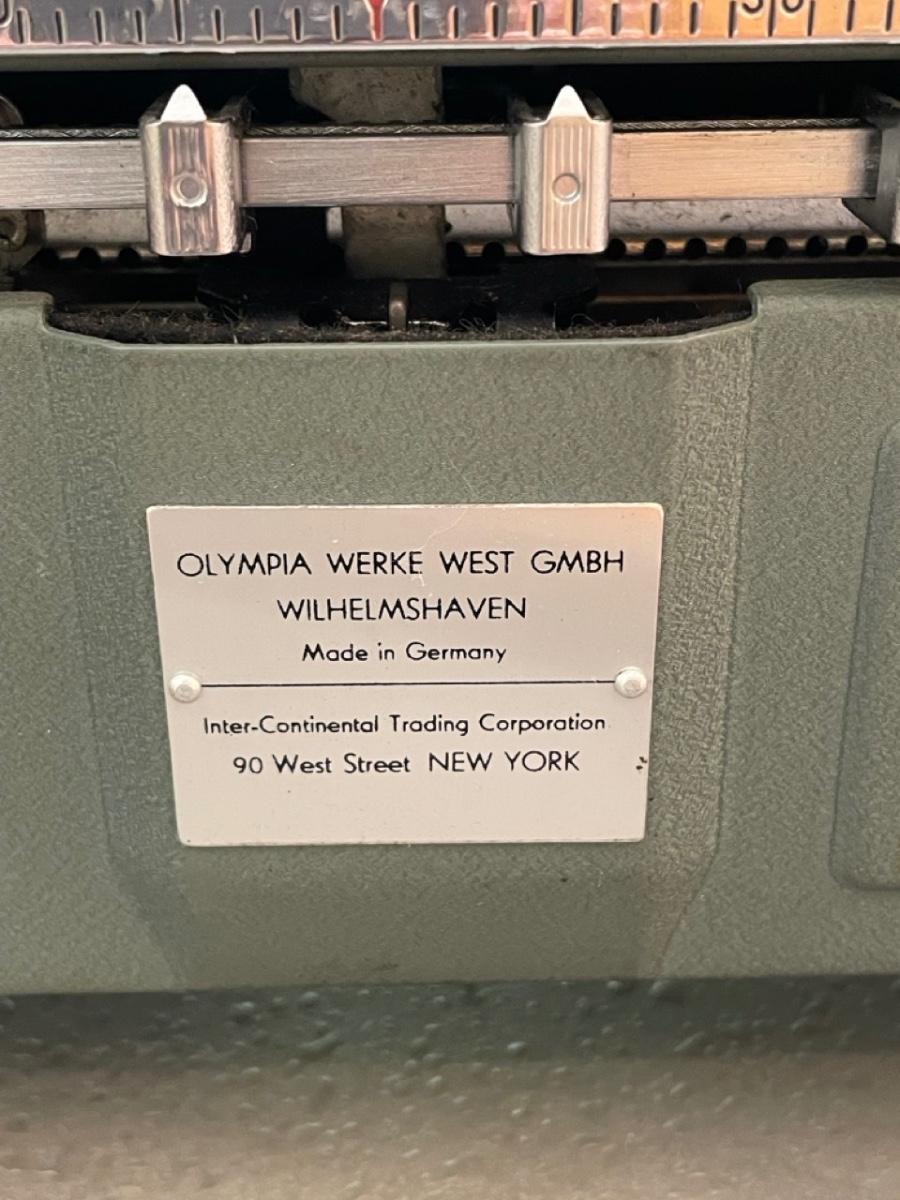 OLYMPIA WERKE WEST GMBH
WILHELMSHAVEN
Made in Germany
Inter-Continental Trading Corporation
90 West Street NEW YORK